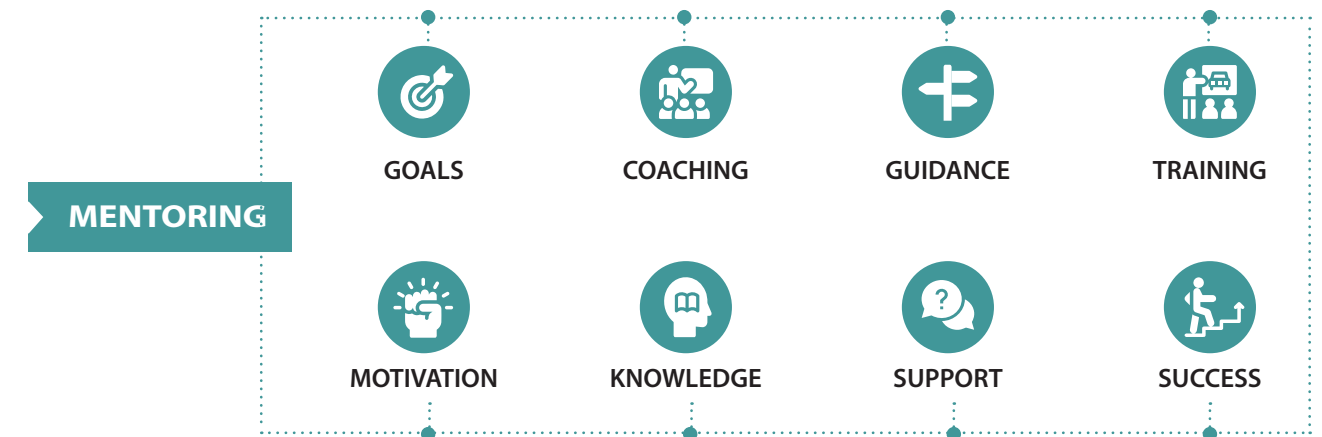 GOALS
COACHING
GUIDANCE
TRAINING
MENTORING
?
MOTIVATION
KNOWLEDGE
SUPPORT
SUCCESS